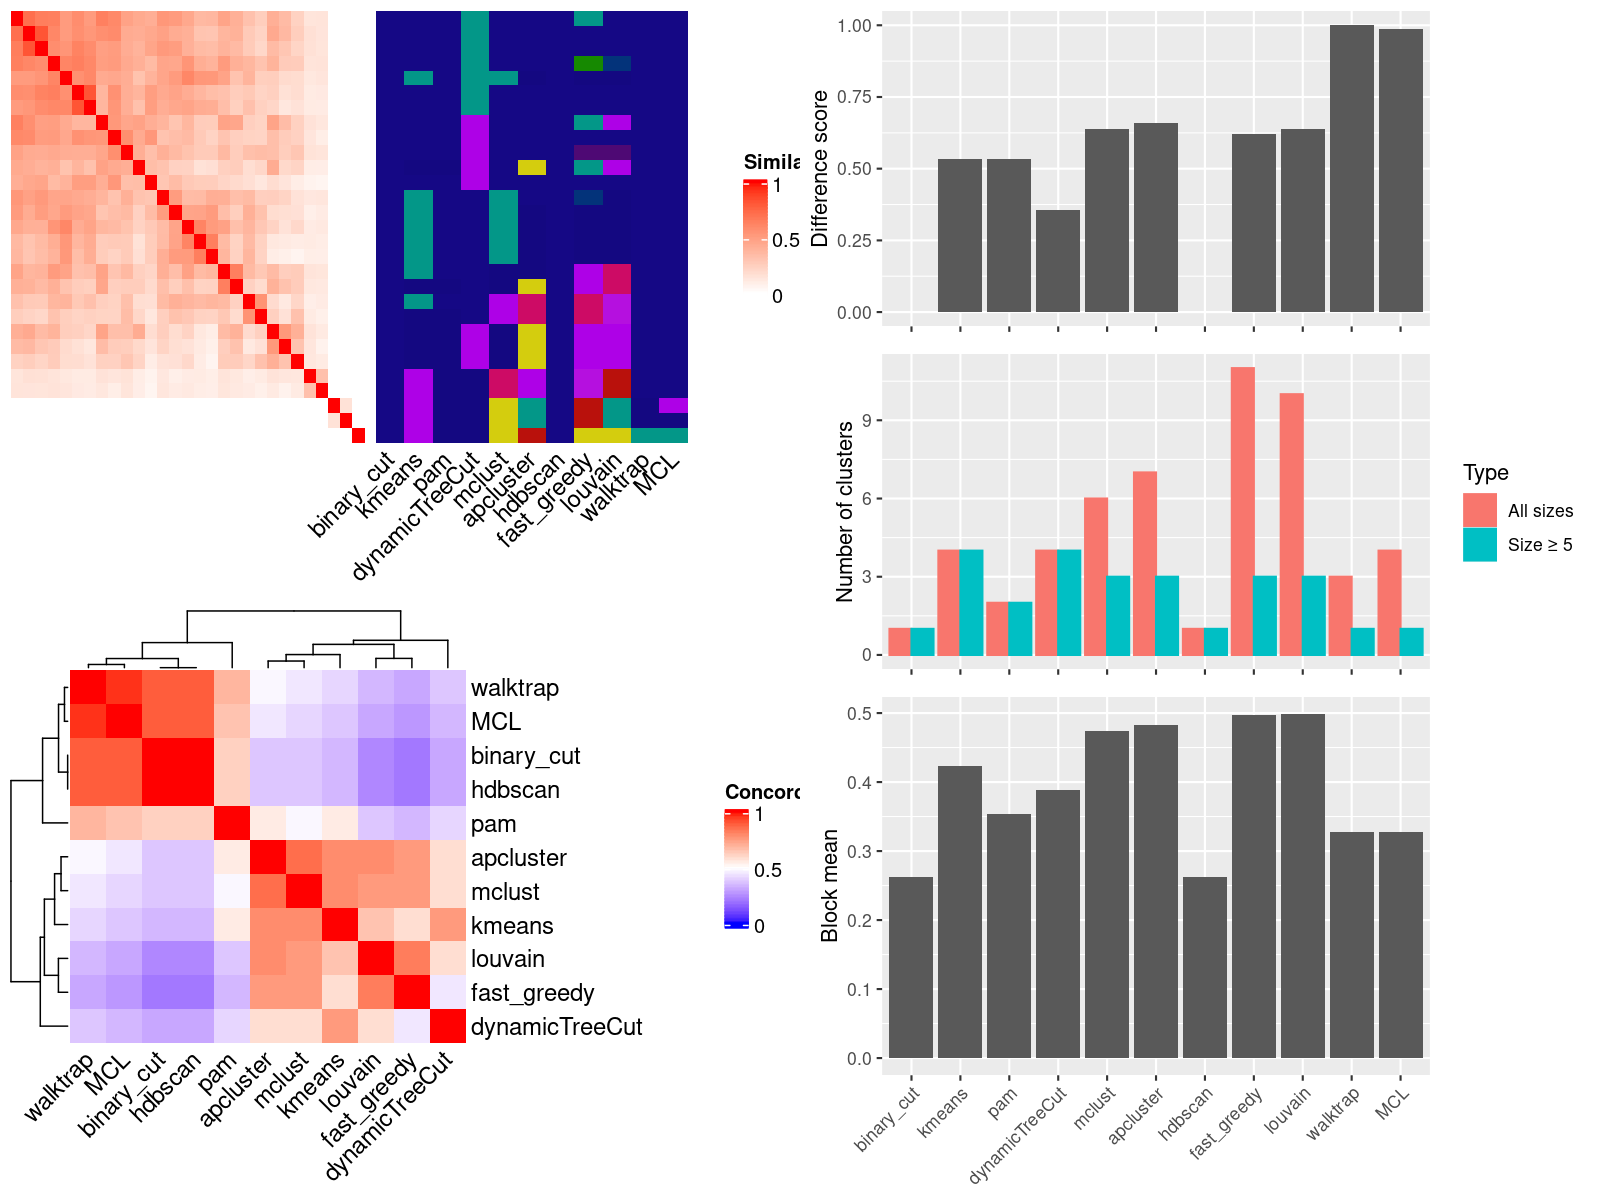 Simila
1
0.5
0
binary_cut
kmeans
pam
dynamicTreeCut
mclust
apcluster
hdbscan
fast_greedy
louvain
walktrap
MCL
Difference score
1.00
0.75
0.50
0.25
0.00
Number of clusters
9
6
3
0
Type
All sizes
Size ≥ 5
walktrap
MCL
binary_cut
hdbscan
pam
apcluster
mclust
kmeans
louvain
fast_greedy
dynamicTreeCut
walktrap
MCL
binary_cut
hdbscan
pam
apcluster
mclust
kmeans
louvain
fast_greedy
dynamicTreeCut
Concord
1
0.5
0
Block mean
0.5
0.4
0.3
0.2
0.1
0.0
binary_cut
kmeans
pam
dynamicTreeCut
mclust
apcluster
hdbscan
fast_greedy
louvain
walktrap
MCL